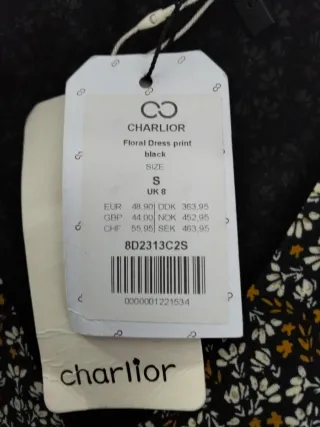 CHARLIOR
Floral Dress print
black
SIZE
S
UK 8
EUR 48.90 DDK 363,95
GBP 44.00 NOK 452,95
CHF 55,95 SEK 463,95
8D2313C2S
0000001221534
charlior